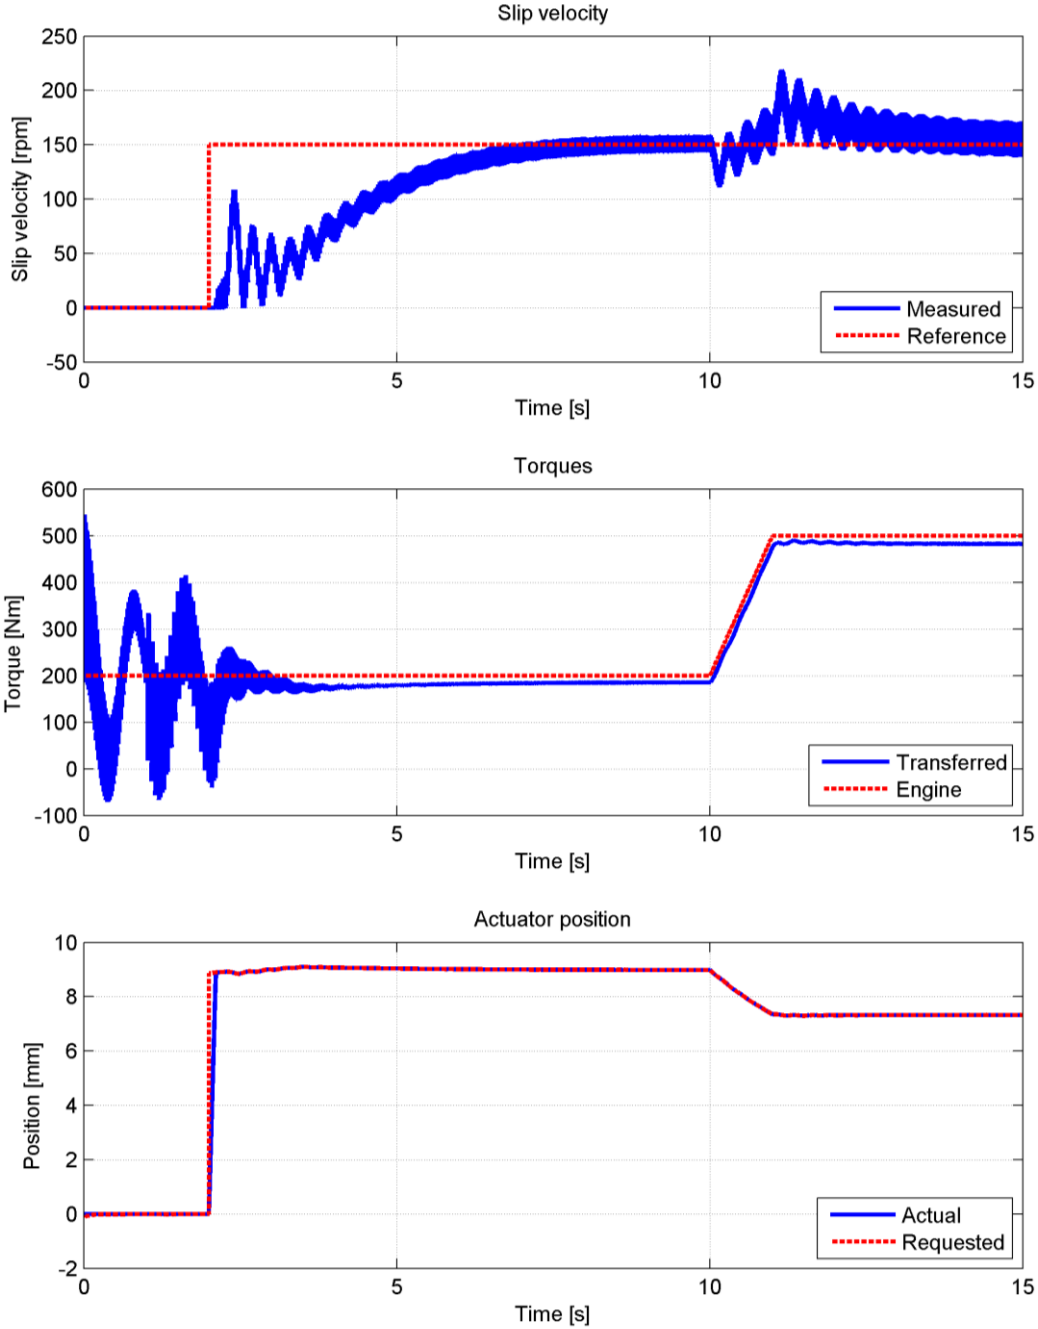 Slip velocity
250
200
150
100
50
0
-50
Slip velocity [rpm]
Measured
Reference
0 5 10 15
Time [s]
Torques
600
500
400
300
200
100
0
-100
Torque [Nm]
Transferred
Engine
0 5 10 15
Time [s]
Actuator position
10
8
6
4
2
0
-2
Position [mm]
Actual
Requested
0 5 10 15
Time [s]